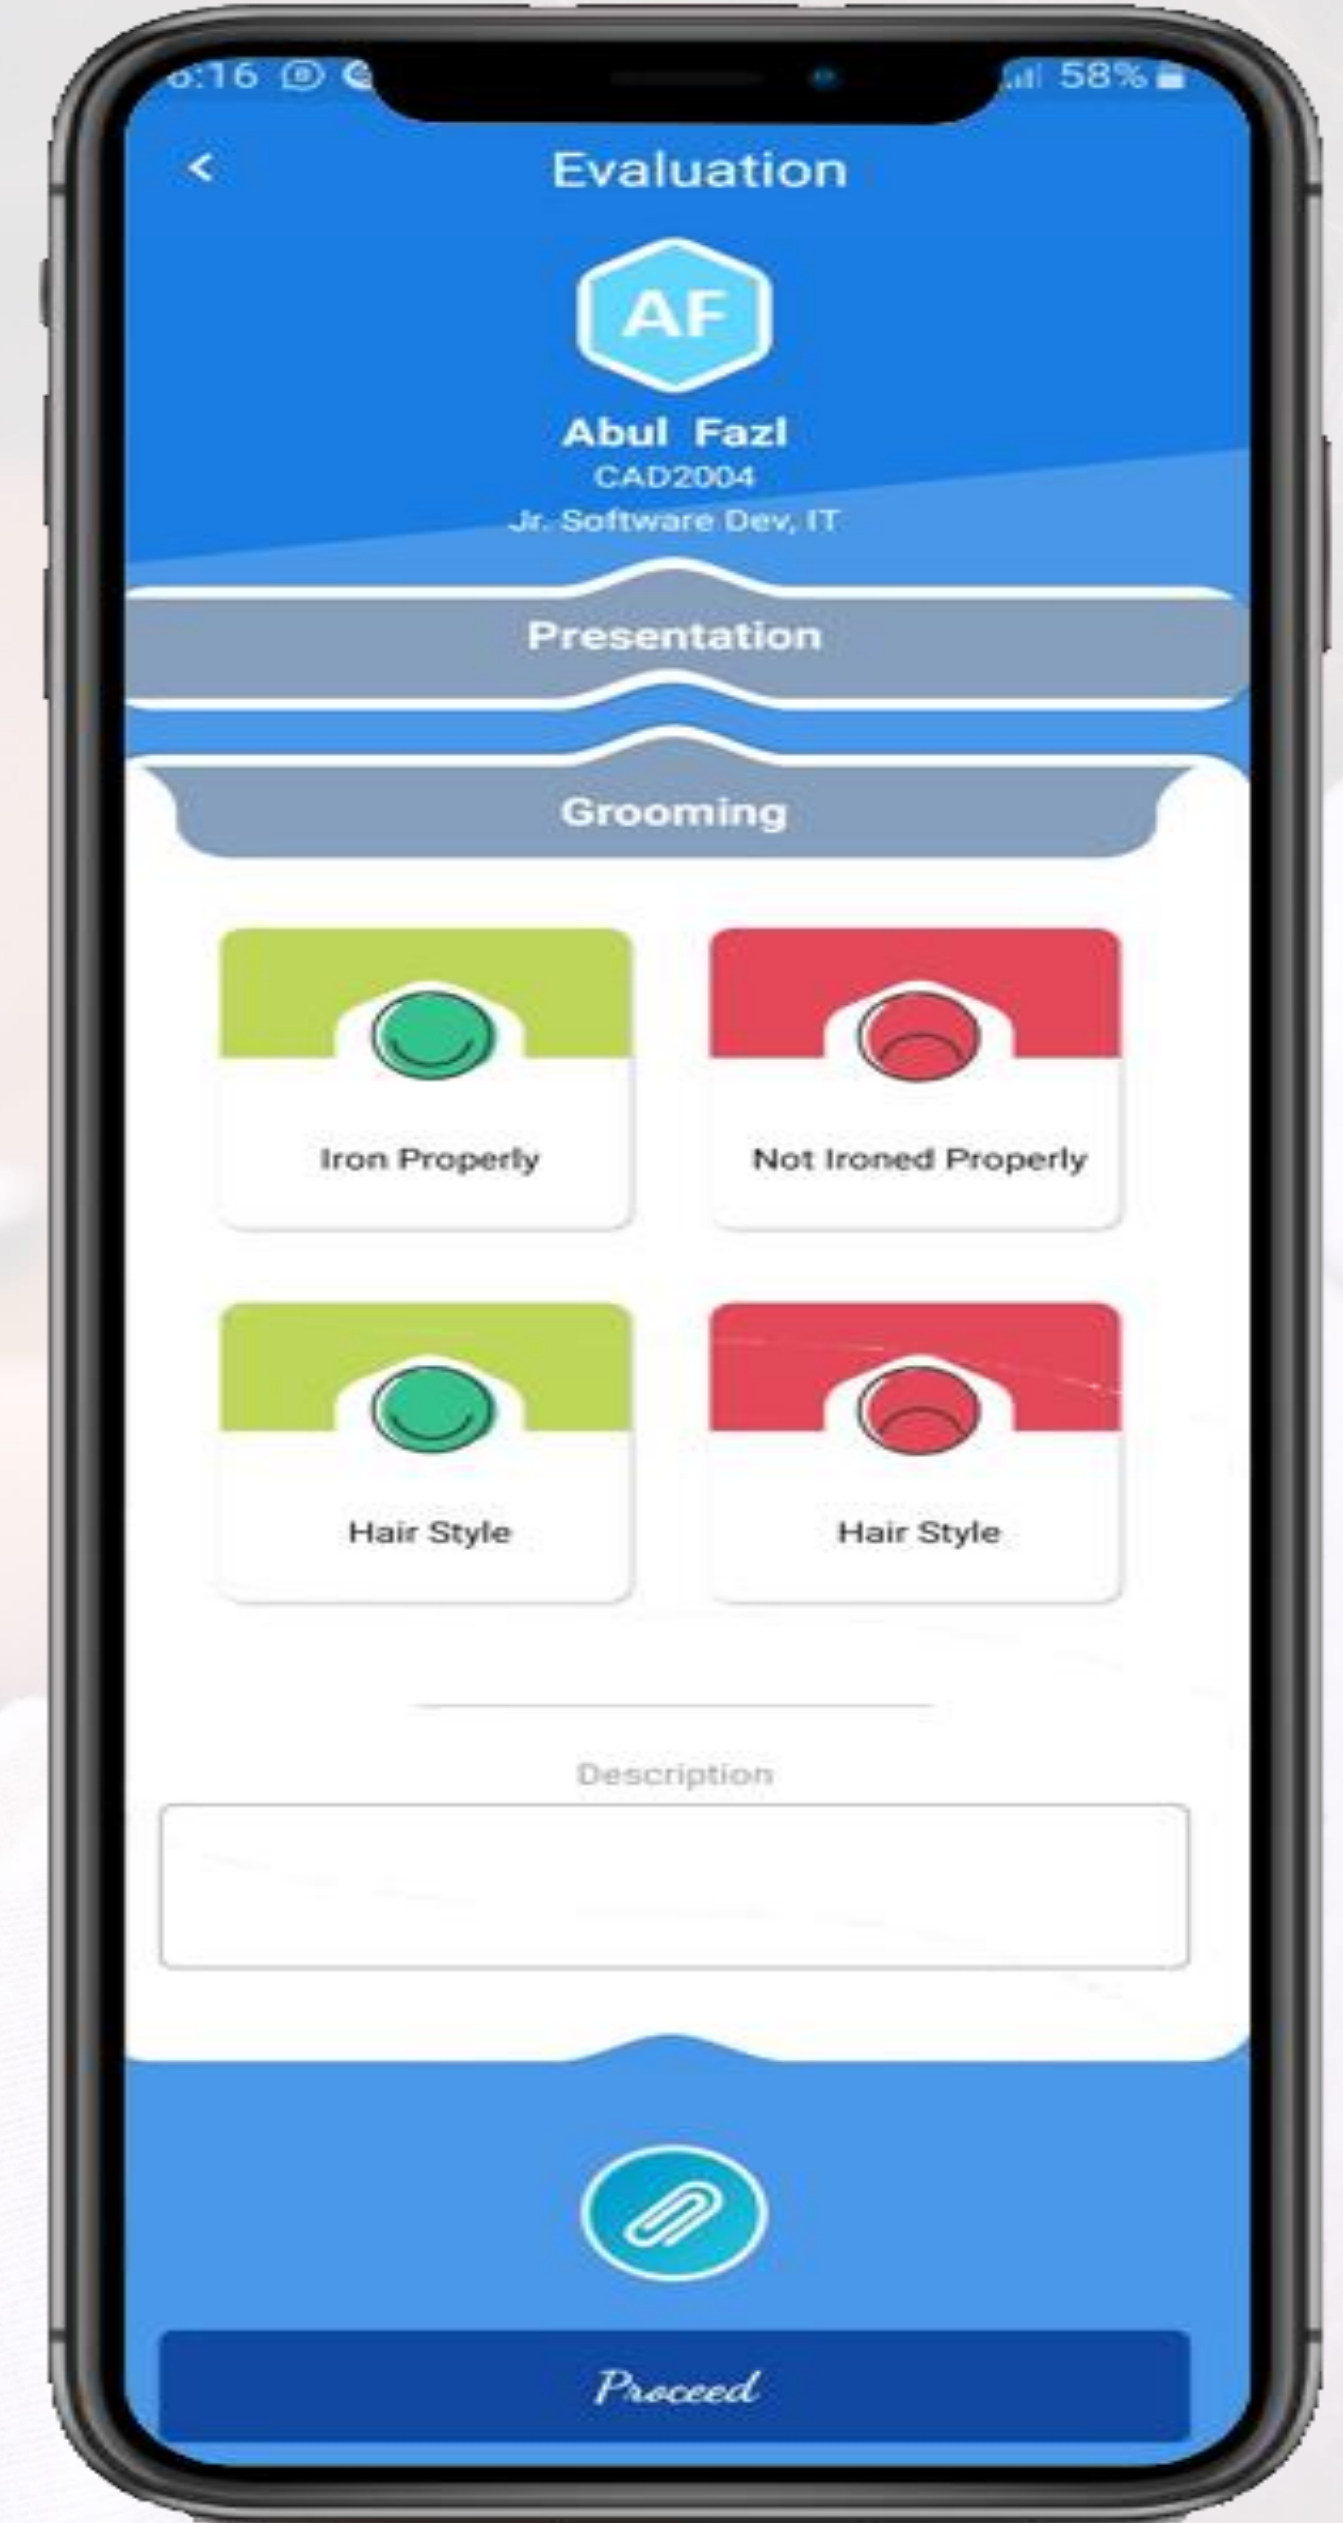 6:16 58%
Evaluation
AF
Abul Fazl
CAD2004
Jr. Software Dev, IT
Presentation
Grooming
Iron Properly Not Ironed Properly
Hair Style Hair Style
Description
Proceed